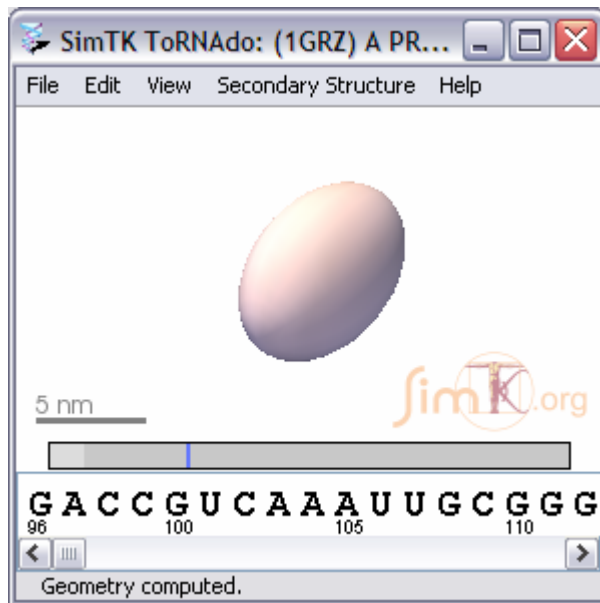 SimTK ToRNAdo: (1GRZ) A PR...
File Edit View Secondary Structure Help
5 nm
SimTK.org
G A C C G U C A A A U U G C G G G
96 100 105 110
Geometry computed.